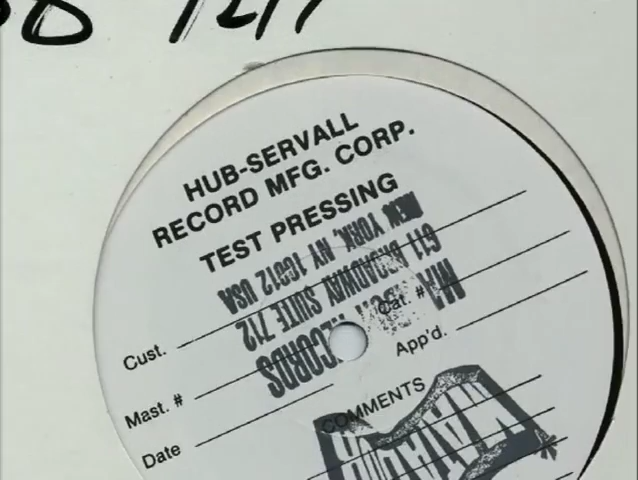 HUB-SERVALL
RECORD MFG. CORP.
TEST PRESSING
Cust.
Cat. #
Mast. #
App'd.
Date
COMMENTS
RECORDS
611 BROADWAY SUITE 712
NEW YORK, NY 10012 USA